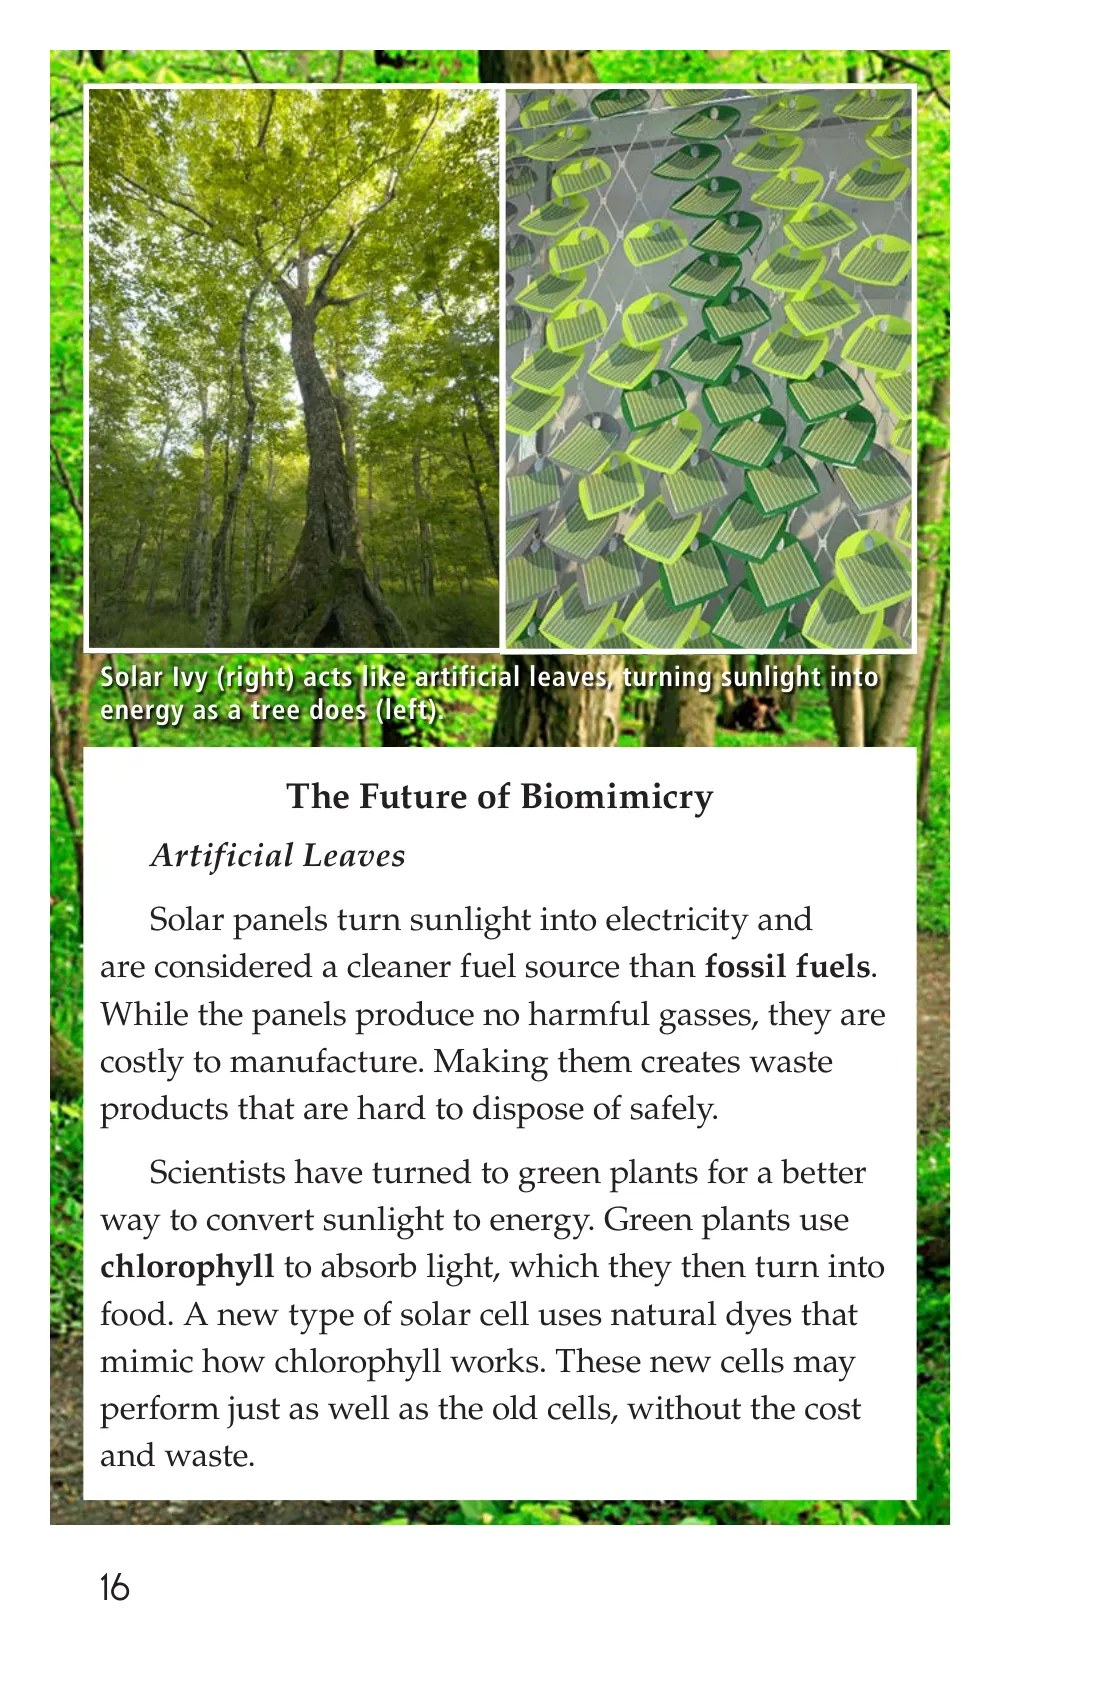 Solar Ivy (right) acts like artificial leaves, turning sunlight into
energy as a tree does (left).
The Future of Biomimicry
Artificial Leaves
Solar panels turn sunlight into electricity and
are considered a cleaner fuel source than fossil fuels.
While the panels produce no harmful gasses, they are
costly to manufacture. Making them creates waste
products that are hard to dispose of safely.
Scientists have turned to green plants for a better
way to convert sunlight to energy. Green plants use
chlorophyll to absorb light, which they then turn into
food. A new type of solar cell uses natural dyes that
mimic how chlorophyll works. These new cells may
perform just as well as the old cells, without the cost
and waste.
16